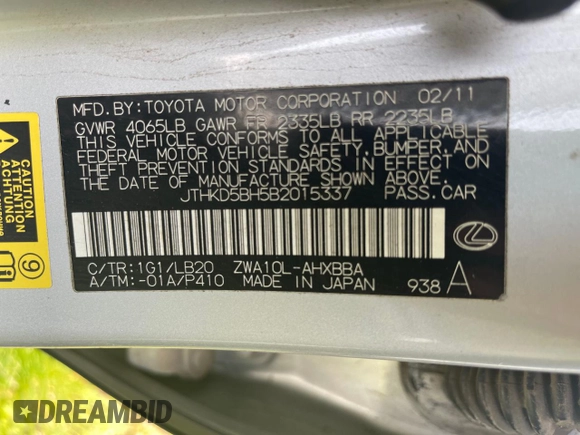 MFD. BY: TOYOTA MOTOR CORPORATION 02/11
GVWR 4065LB GAWR FR 2335LB RR 2235LB
THIS VEHICLE CONFORMS TO ALL APPLICABLE
FEDERAL MOTOR VEHICLE SAFETY, BUMPER, AND
THEFT PREVENTION STANDARDS IN EFFECT ON
THE DATE OF MANUFACTURE SHOWN ABOVE.
JTHKD5BH5B2015337 PASS. CAR
C/TR: 1G1/LB20 ZWA10L-AHXBBA
A/TM: -01A/P410 MADE IN JAPAN 938 A
CAUTION
ATTENTION
ACHTUNG
9
DREAMBID